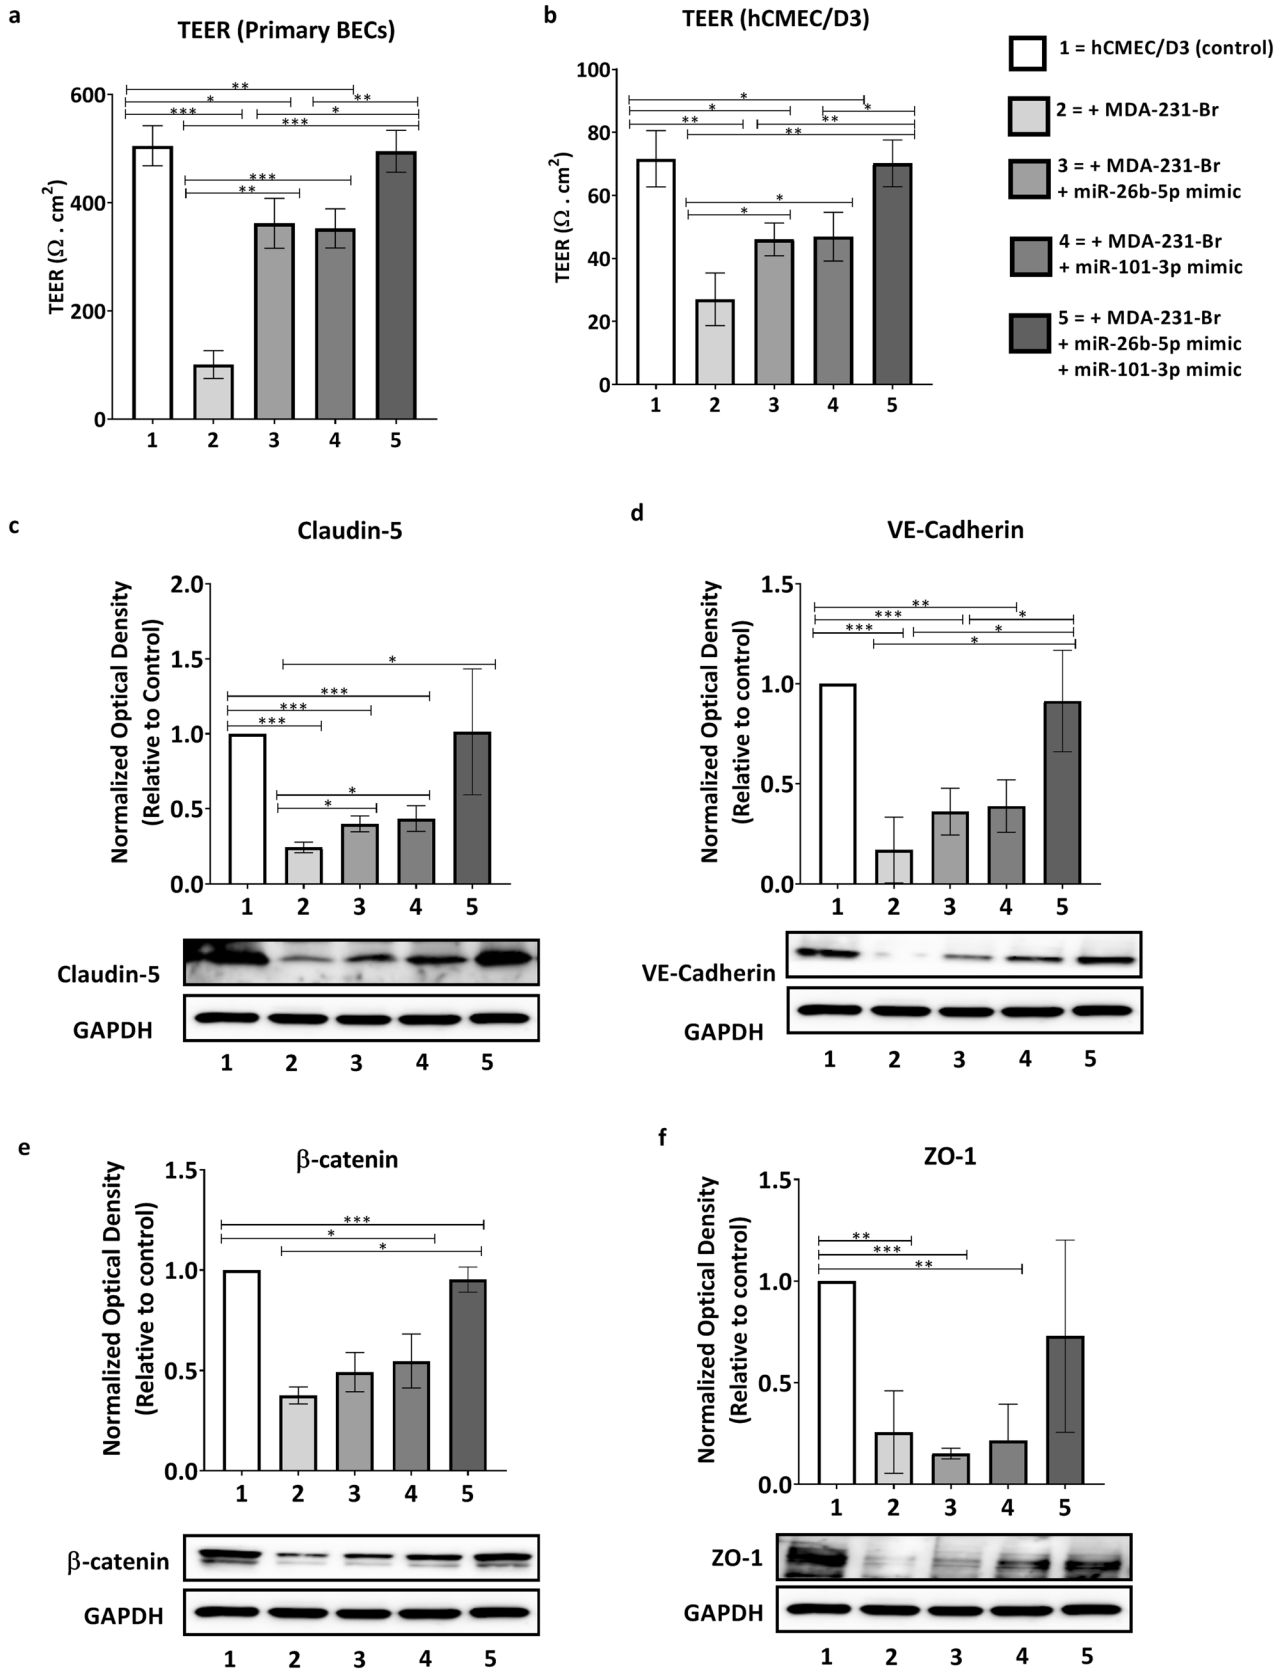 a
TEER (Primary BECs)
TEER (Ω . cm²)
600
400
200
0
** 
* **
*** *
***
***
**
1 2 3 4 5
b
TEER (hCMEC/D3)
TEER (Ω . cm²)
100
80
60
40
20
0
*
* *
** **
**
*
*
1 2 3 4 5
1 = hCMEC/D3 (control)
2 = + MDA-231-Br
3 = + MDA-231-Br
+ miR-26b-5p mimic
4 = + MDA-231-Br
+ miR-101-3p mimic
5 = + MDA-231-Br
+ miR-26b-5p mimic
+ miR-101-3p mimic
c
Claudin-5
Normalized Optical Density
(Relative to Control)
2.0
1.5
1.0
0.5
0.0
*
***
***
***
*
*
1 2 3 4 5
Claudin-5
GAPDH
1 2 3 4 5
d
VE-Cadherin
Normalized Optical Density
(Relative to control)
1.5
1.0
0.5
0.0
**
*** *
*** *
*
1 2 3 4 5
VE-Cadherin
GAPDH
1 2 3 4 5
e
β-catenin
Normalized Optical Density
(Relative to control)
1.5
1.0
0.5
0.0
***
*
*
1 2 3 4 5
β-catenin
GAPDH
1 2 3 4 5
f
ZO-1
Normalized Optical Density
(Relative to control)
1.5
1.0
0.5
0.0
**
***
**
1 2 3 4 5
ZO-1
GAPDH
1 2 3 4 5